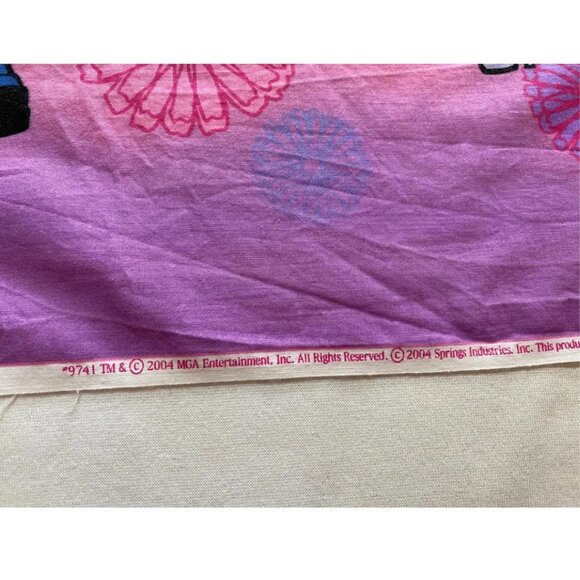 #9741 TM & © 2004 MGA Entertainment, Inc. All Rights Reserved. © 2004 Springs Industries, Inc. This produ